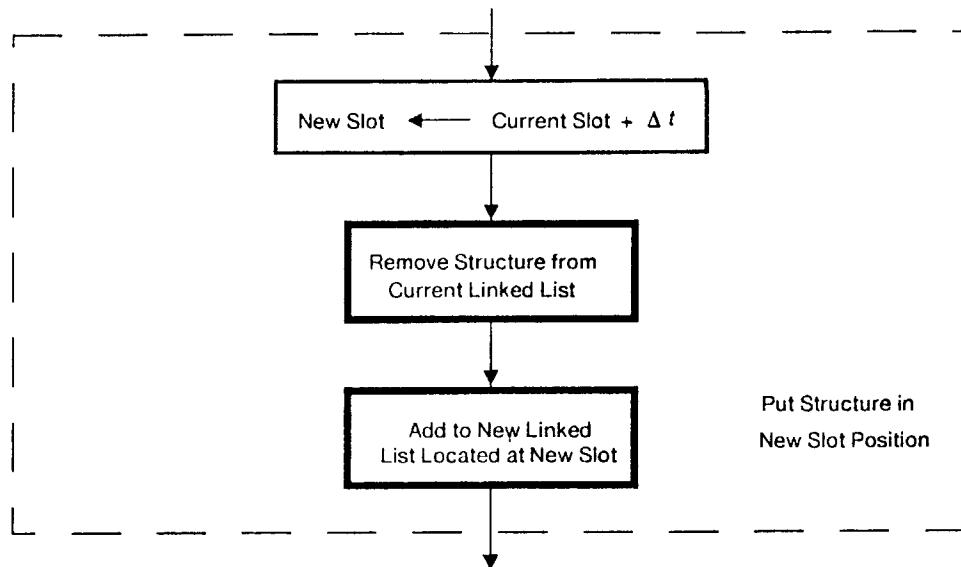 New Slot ← Current Slot + Δ t
Remove Structure from
Current Linked List
Add to New Linked
List Located at New Slot
Put Structure in
New Slot Position